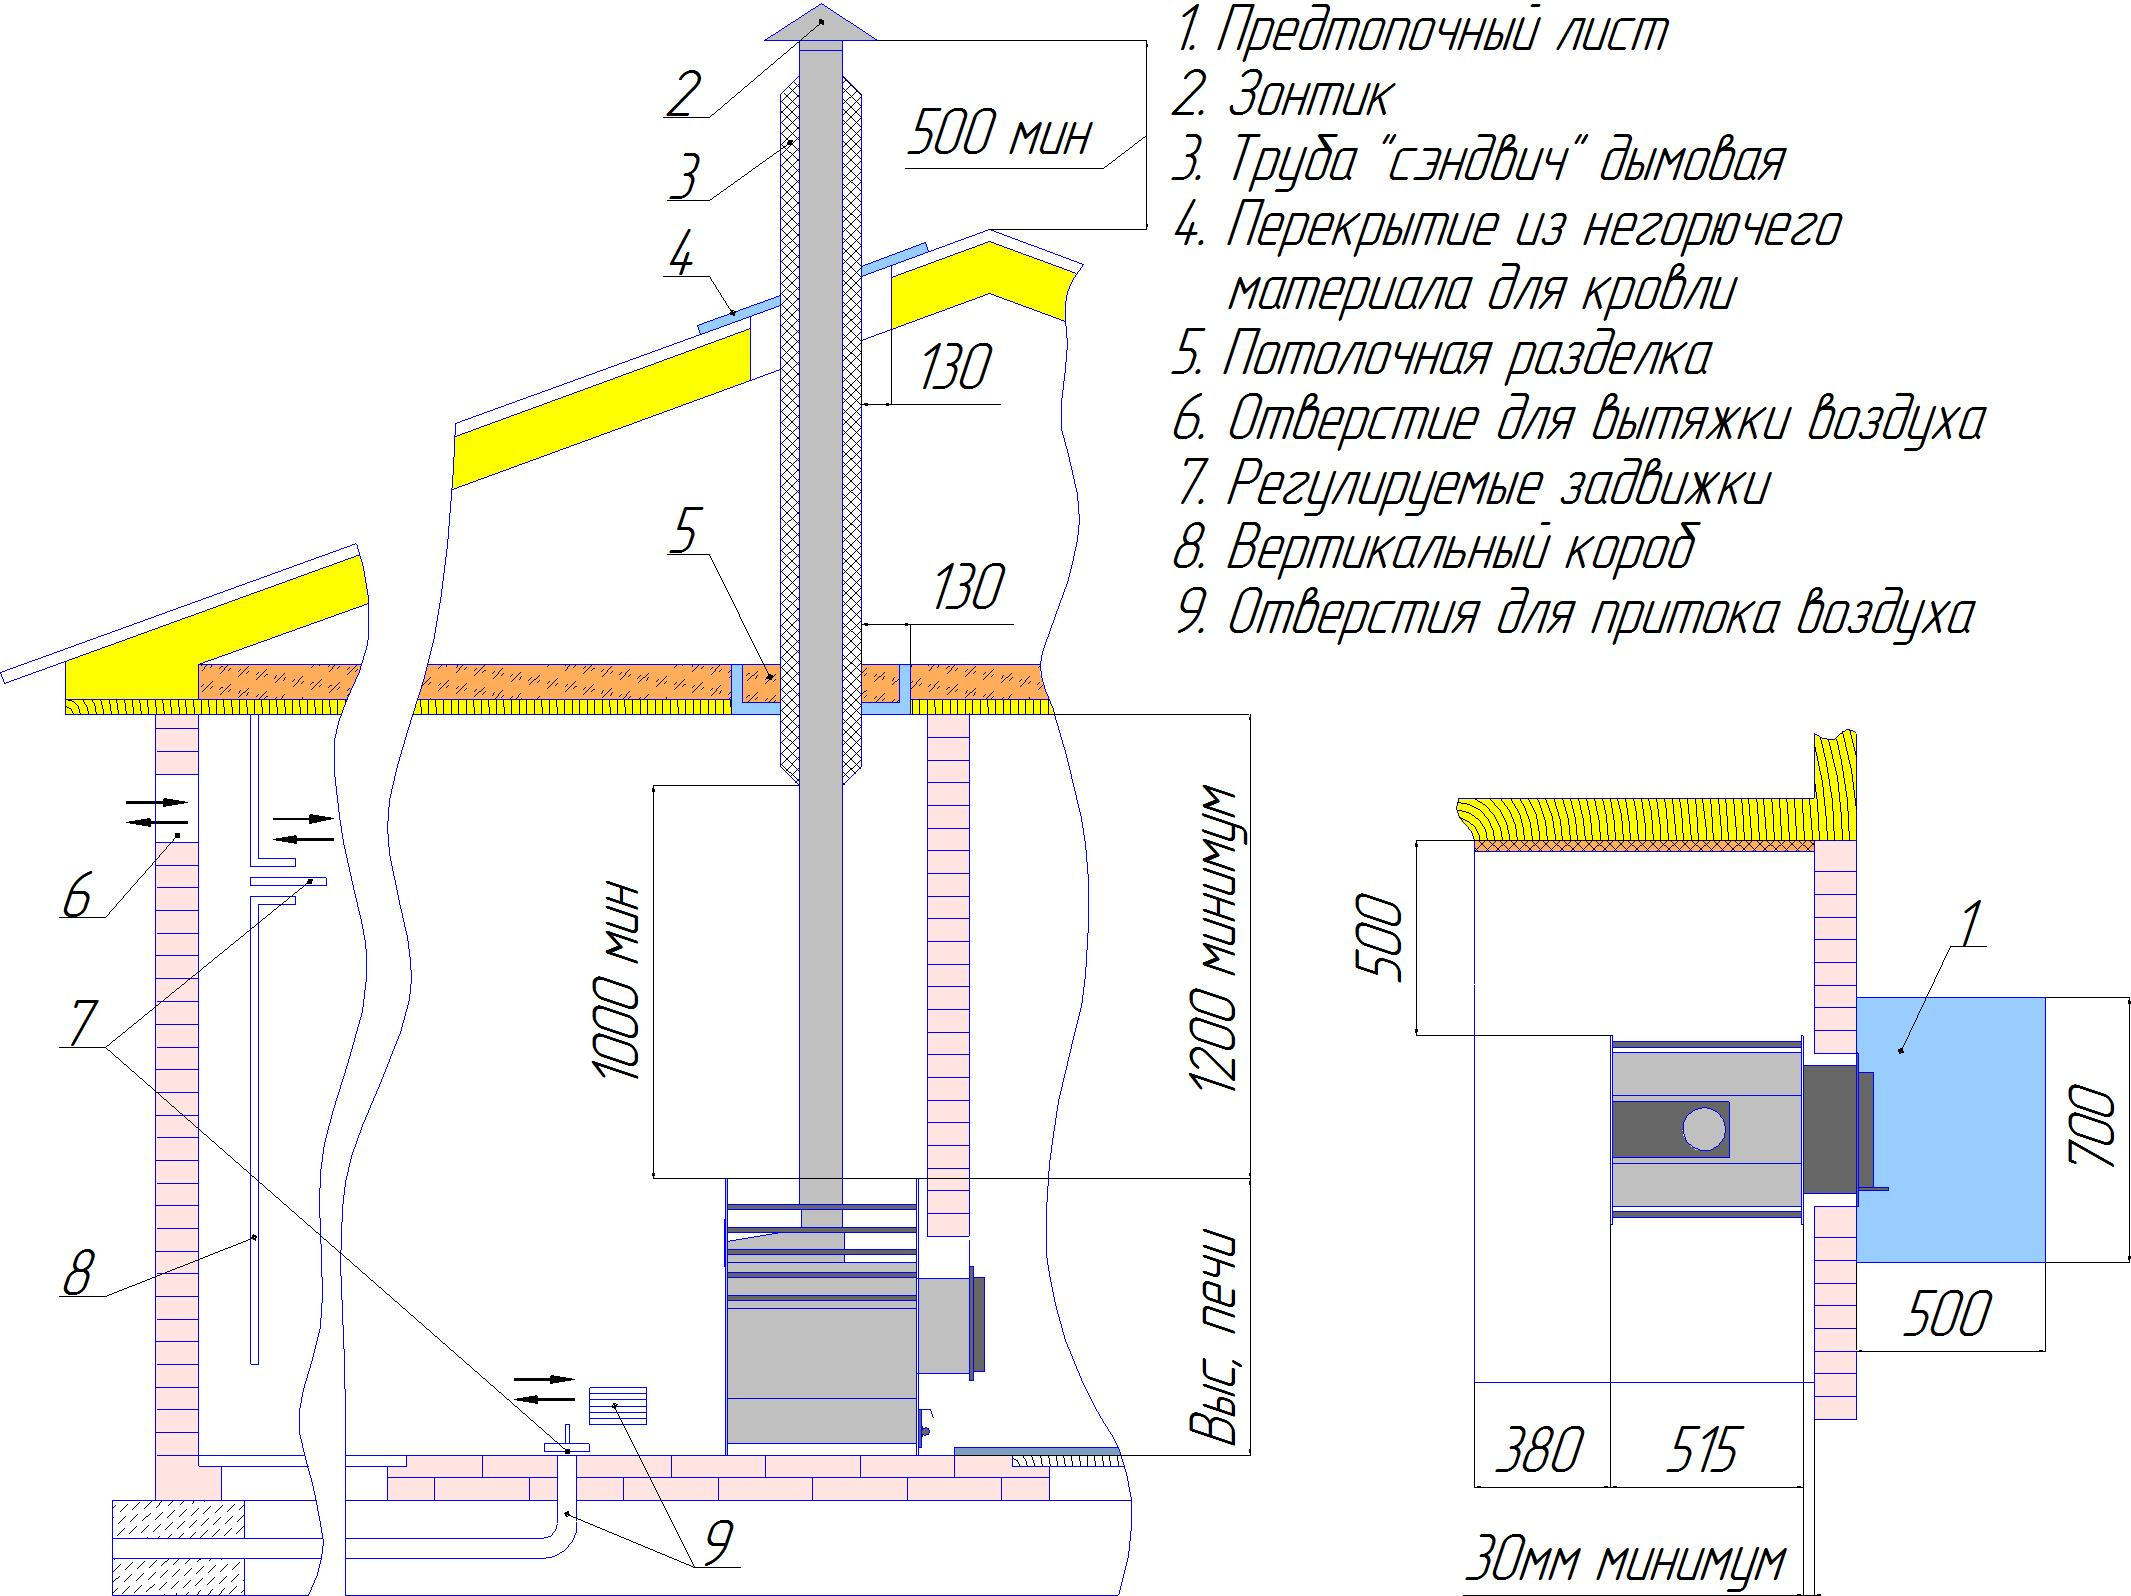 1. Предтопочный лист
2. Зонтик
3. Труба "сэндвич" дымовая
4. Перекрытие из негорючего
материала для кровли
5. Потолочная разделка
6. Отверстие для вытяжки воздуха
7. Регулируемые задвижки
8. Вертикальный короб
9. Отверстия для притока воздуха
2
500 мин
3
4
130
5
130
6
7
8
1000 мин
1200 минимум
Выс, печи
9
500
1
700
500
380
515
30мм минимум